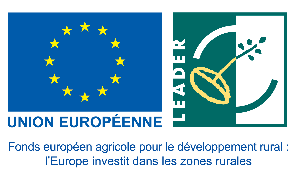 UNION EUROPÉENNE
LEADER
Fonds européen agricole pour le développement rural :
l'Europe investit dans les zones rurales